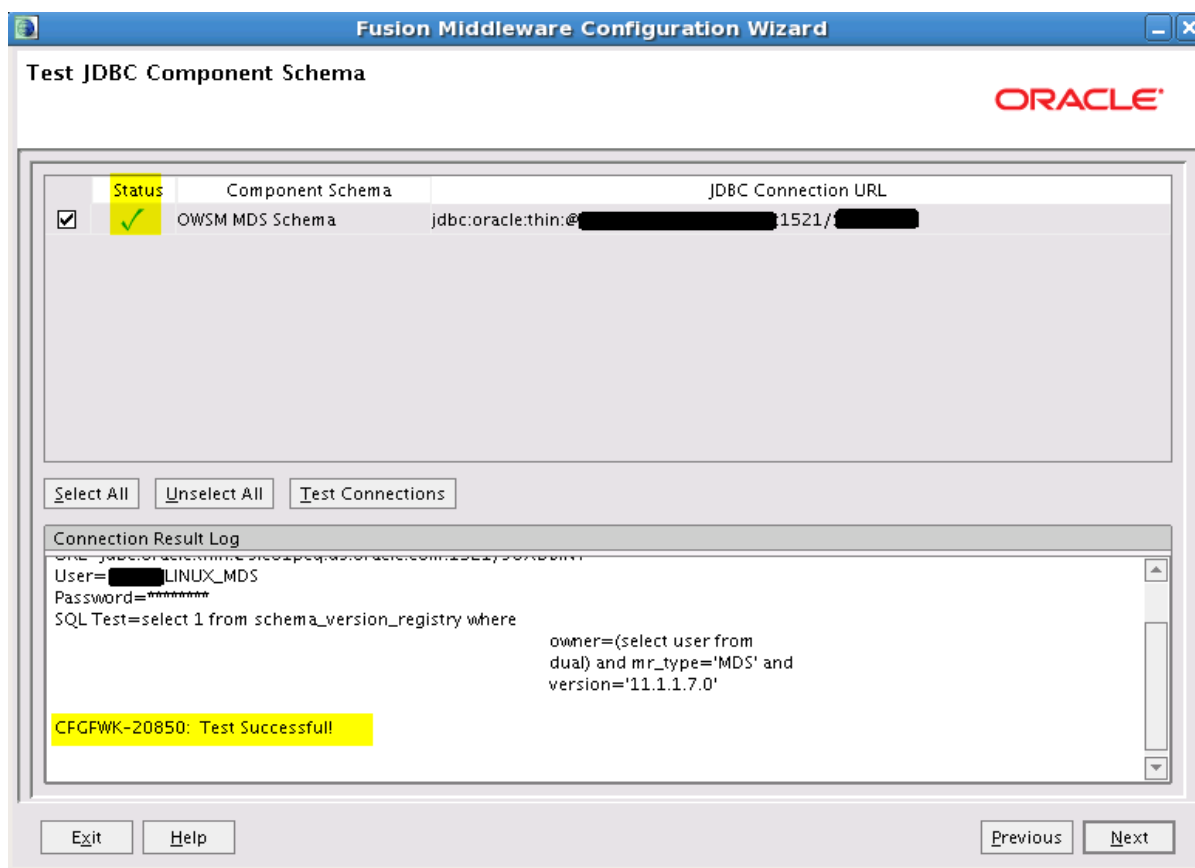 Fusion Middleware Configuration Wizard
Test JDBC Component Schema
ORACLE
Status Component Schema JDBC Connection URL
OWSM MDS Schema jdbc:oracle:thin:@ :1521/
Select All Unselect All Test Connections
Connection Result Log
User= LINUX_MDS
Password=********
SQL Test=select 1 from schema_version_registry where
owner=(select user from
dual) and mr_type='MDS' and
version='11.1.1.7.0'
CFGFWK-20850: Test Successful!
Exit Help Previous Next